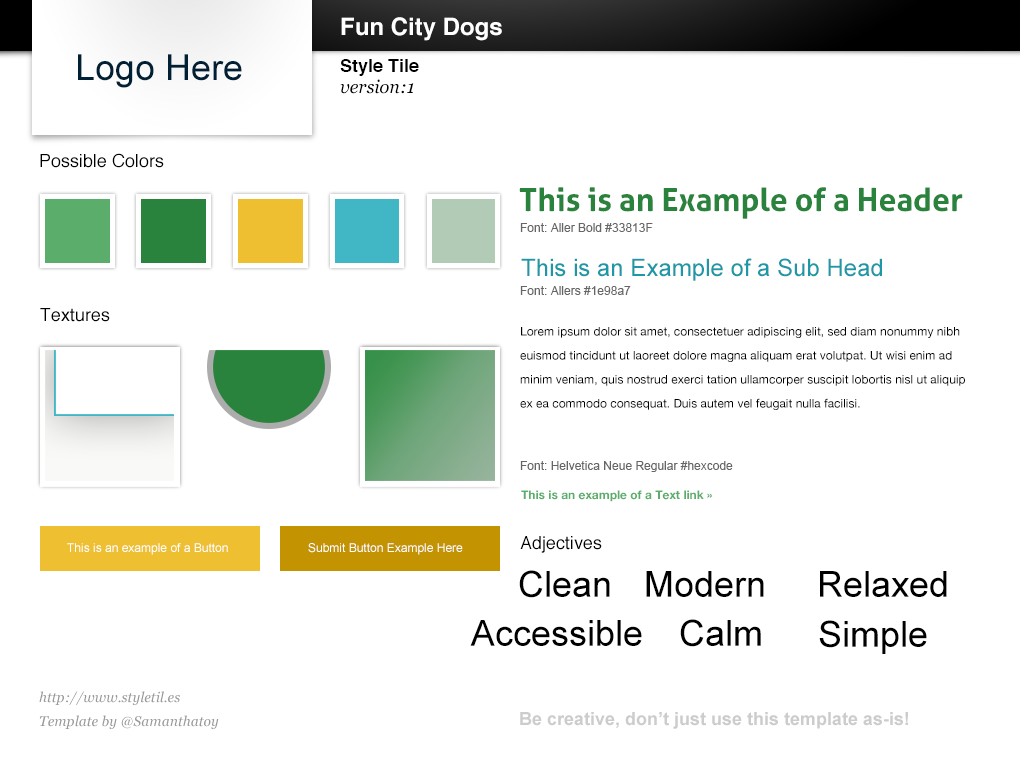 Fun City Dogs
Logo Here
Style Tile
version:1
Possible Colors
Textures
This is an example of a Button
Submit Button Example Here
This is an Example of a Header
Font: Aller Bold #33813F
This is an Example of a Sub Head
Font: Allers #1e98a7
Lorem ipsum dolor sit amet, consectetuer adipiscing elit, sed diam nonummy nibh
euismod tincidunt ut laoreet dolore magna aliquam erat volutpat. Ut wisi enim ad
minim veniam, quis nostrud exerci tation ullamcorper suscipit lobortis nisl ut aliquip
ex ea commodo consequat. Duis autem vel feugait nulla facilisi.
Font: Helvetica Neue Regular #hexcode
This is an example of a Text link »
Adjectives
Clean Modern Relaxed
Accessible Calm Simple
http://www.styletil.es
Template by @Samanthatoy
Be creative, don’t just use this template as-is!